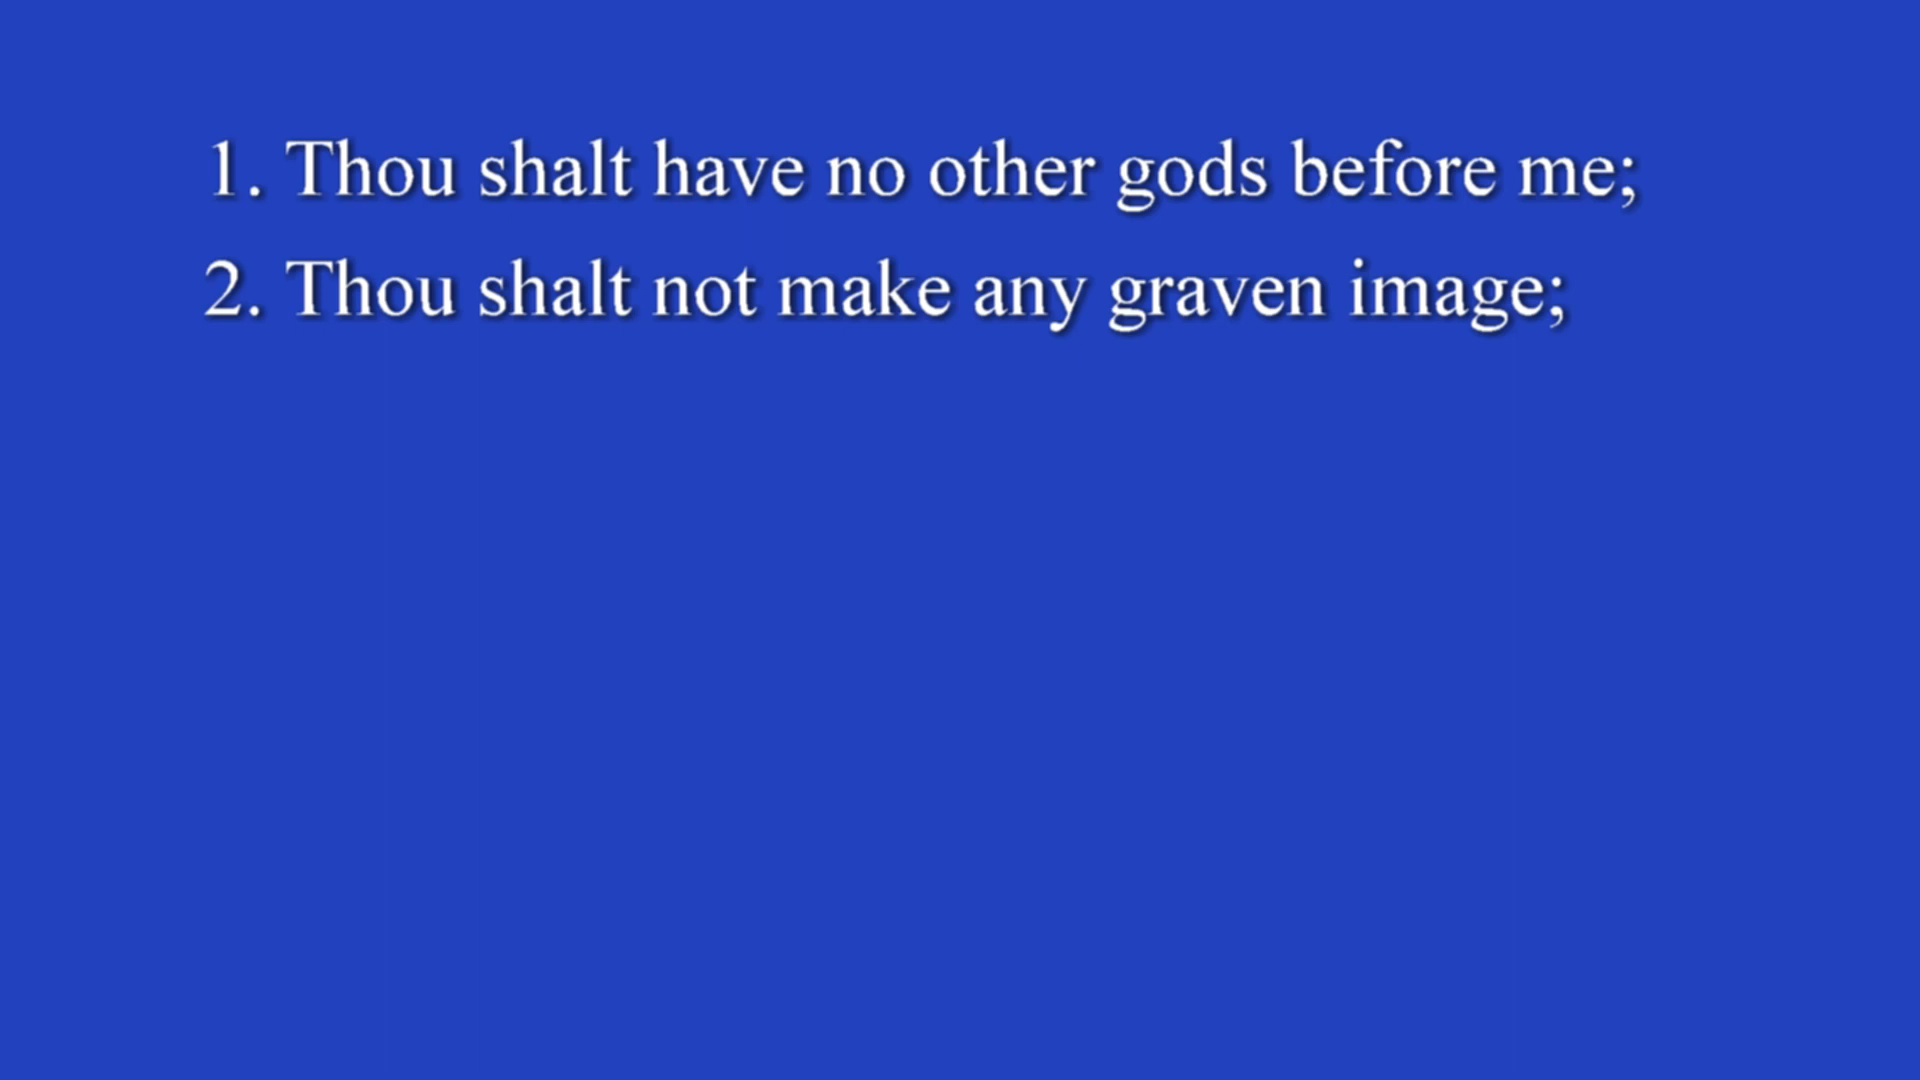 1. Thou shalt have no other gods before me;
2. Thou shalt not make any graven image;